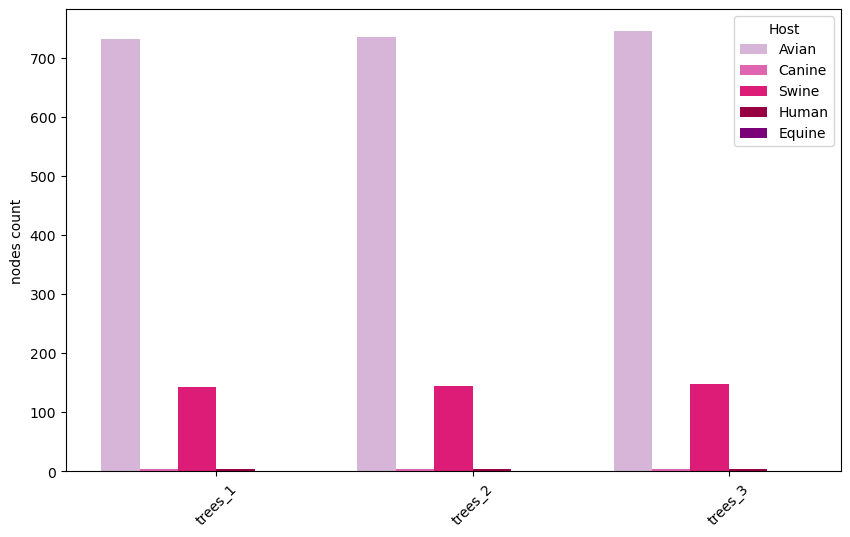 Host
Avian
Canine
Swine
Human
Equine
nodes count
700
600
500
400
300
200
100
0
trees_1
trees_2
trees_3